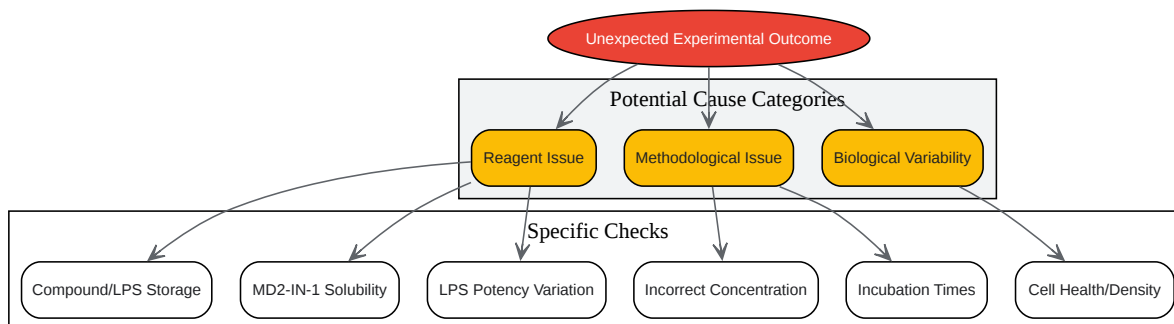 Unexpected Experimental Outcome
Potential Cause Categories
Reagent Issue
Methodological Issue
Biological Variability
Specific Checks
Compound/LPS Storage
MD2-IN-1 Solubility
LPS Potency Variation
Incorrect Concentration
Incubation Times
Cell Health/Density